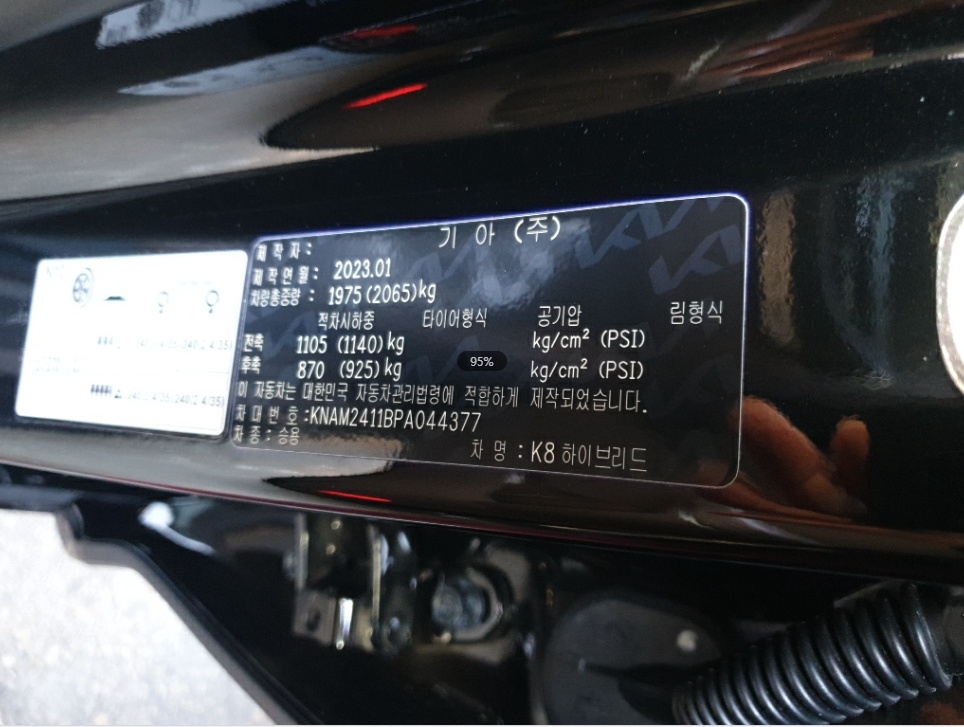 제 작 자 : 기 아 (주)
제 작 연 월 : 2023.01
차량총중량 : 1975 (2065)kg
적차시하중 타이어형식 공기압 림형식
전축 1105 (1140) kg kg/cm² (PSI)
후축 870 (925) kg kg/cm² (PSI)
95%
이 자동차는 대한민국 자동차관리법령에 적합하게 제작되었습니다.
차 대 번 호 :KNAM2411BPA044377
차 종 : 승용
차 명 : K8 하이브리드